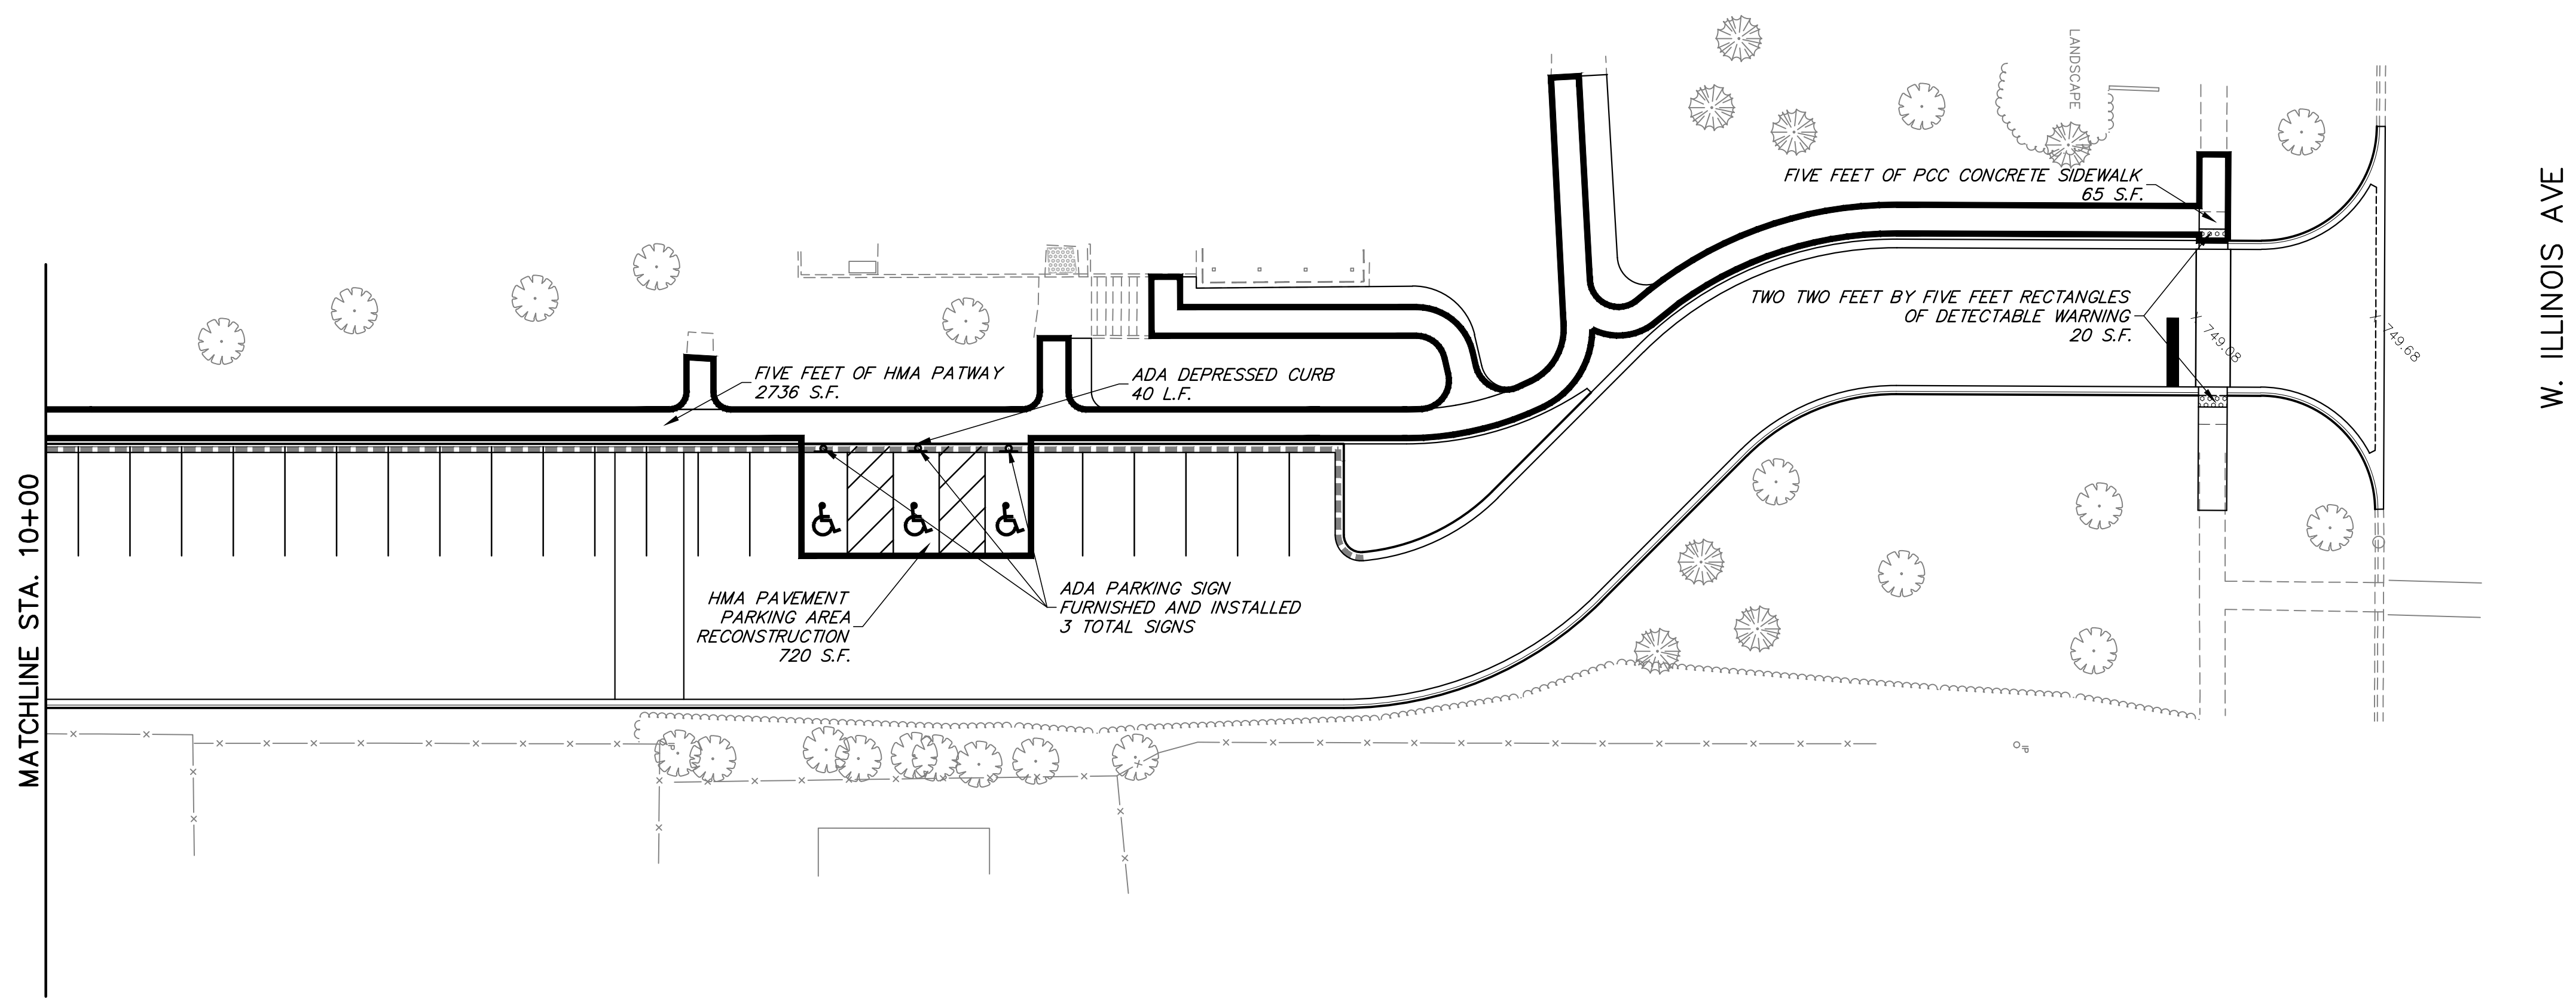 LANDSCAPE
FIVE FEET OF PCC CONCRETE SIDEWALK
65 S.F.
W. ILLINOIS AVE
TWO TWO FEET BY FIVE FEET RECTANGLES
OF DETECTABLE WARNING
20 S.F.
X 749.08
X 749.68
FIVE FEET OF HMA PATWAY
2736 S.F.
ADA DEPRESSED CURB
40 L.F.
MATCHLINE STA. 10+00
HMA PAVEMENT
PARKING AREA
RECONSTRUCTION
720 S.F.
ADA PARKING SIGN
FURNISHED AND INSTALLED
3 TOTAL SIGNS